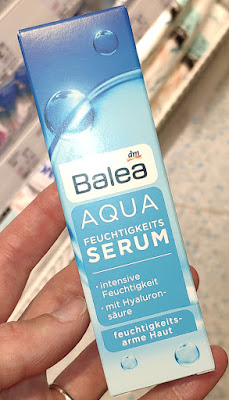 dm
Balea
AQUA
FEUCHTIGKEITS
SERUM
• intensive
Feuchtigkeit
• mit Hyaluron-
säure
feuchtigkeits-
arme Haut